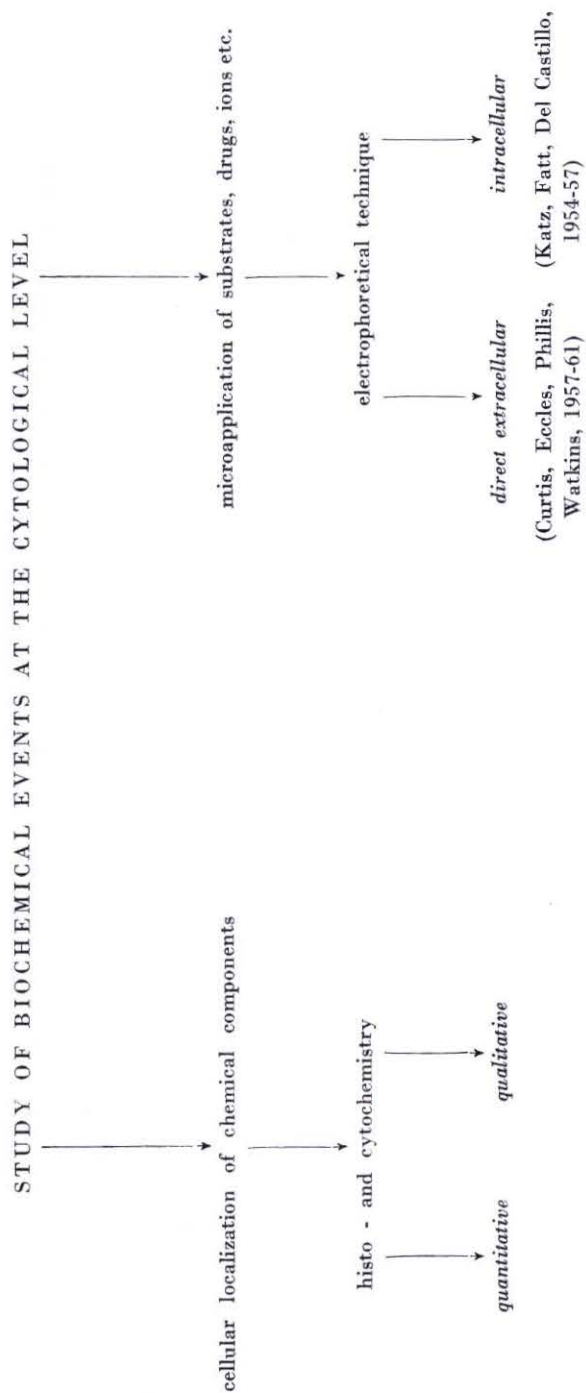 STUDY OF BIOCHEMICAL EVENTS AT THE CYTOLOGICAL LEVEL
cellular localization of chemical components
microapplication of substrates, drugs, ions etc.
histo - and cytochemistry
electrophoretical technique
quantitative
qualitative
direct extracellular
intracellular
(Curtis, Eccles, Phillis,
Watkins, 1957-61)
(Katz, Fatt, Del Castillo,
1954-57)